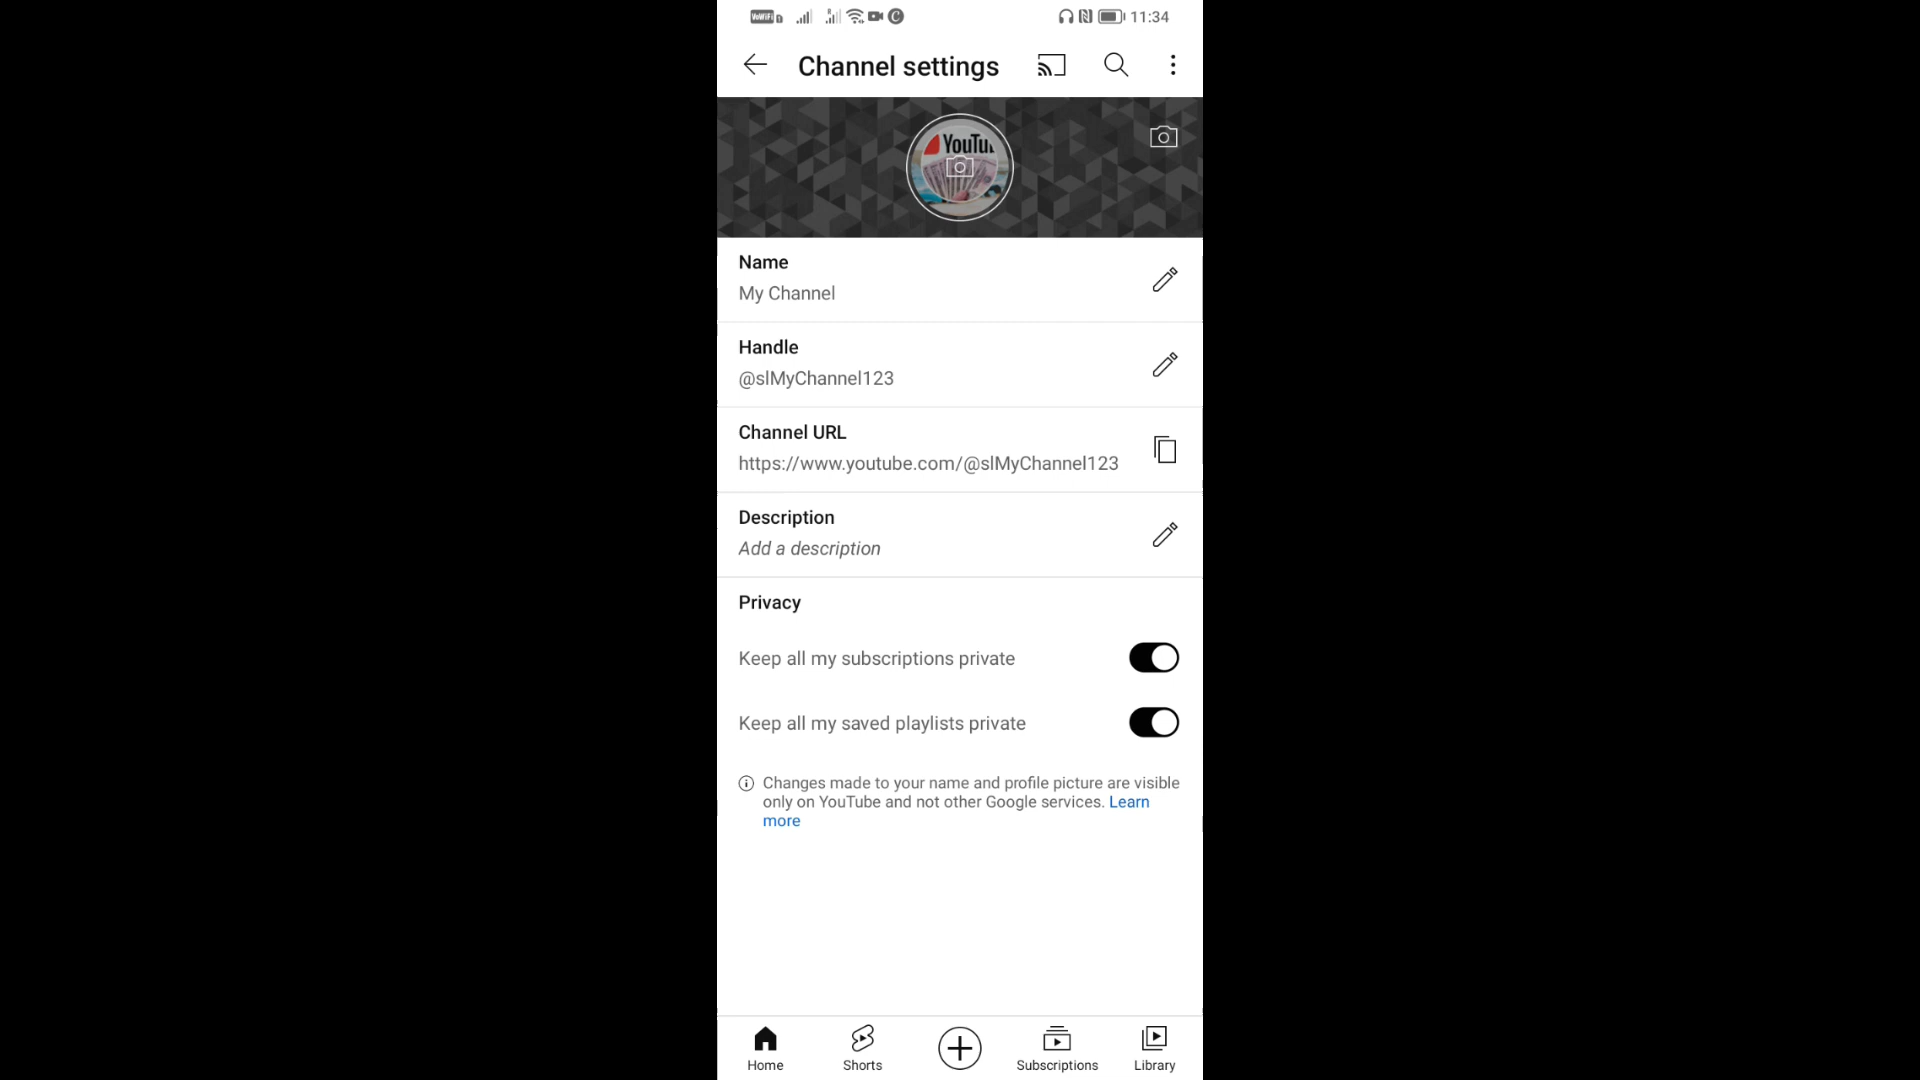 VoWiFi 11:34
Channel settings
YouTu
Name
My Channel
Handle
@slMyChannel123
Channel URL
https://www.youtube.com/@slMyChannel123
Description
Add a description
Privacy
Keep all my subscriptions private
Keep all my saved playlists private
Changes made to your name and profile picture are visible
only on YouTube and not other Google services. Learn
more
Home Shorts Subscriptions Library